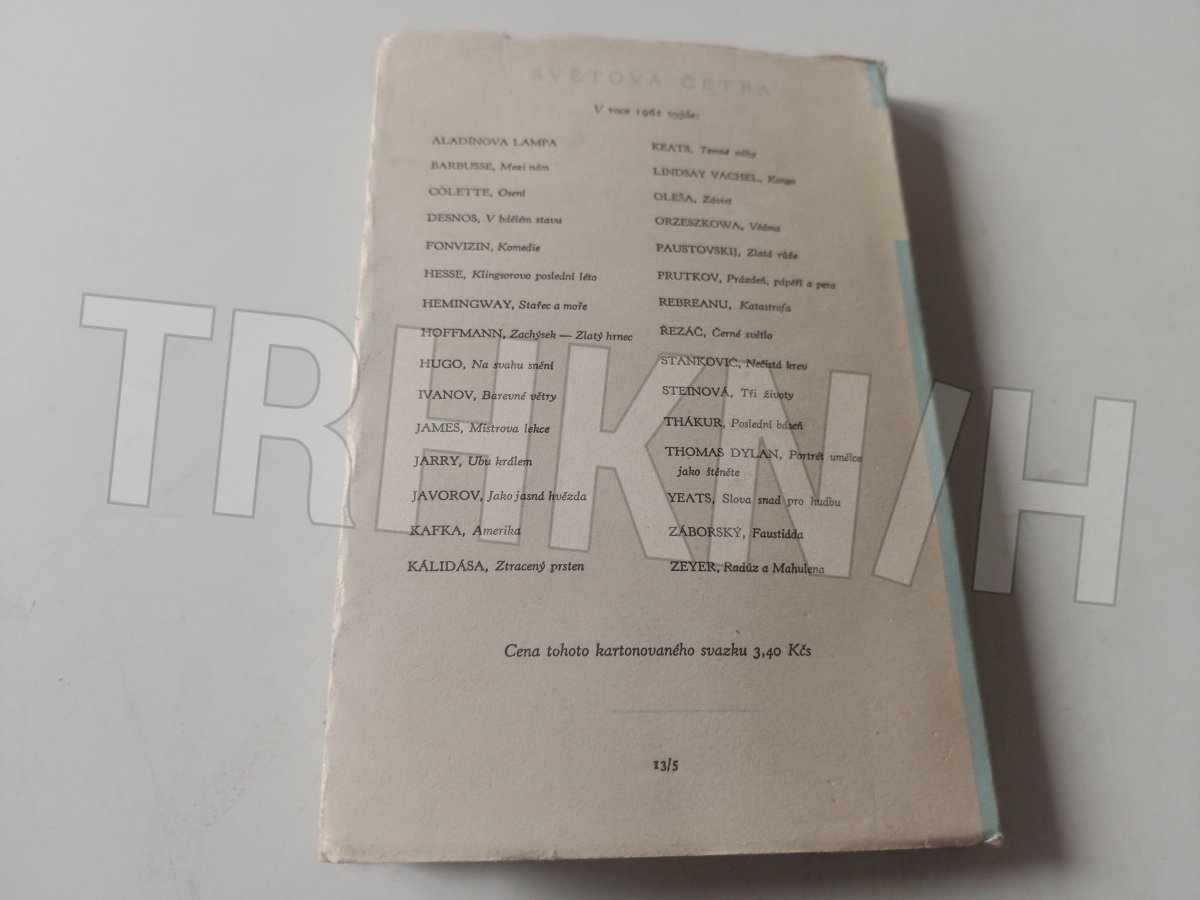 SVĚTOVÁ ČETBA
V roce 1961 vyjde:
ALADÍNOVA LAMPA
BARBUSSE, Mezi nám
COLETTE, Osení
DESNOS, V bdělém stavu
FONVIZIN, Komedie
HESSE, Klingsorovo poslední léto
HEMINGWAY, Stařec a moře
HOFFMANN, Zachýsek — Zlatý hrnec
HUGO, Na svahu snění
IVANOV, Barevné větry
JAMES, Mistrova lekce
JARRY, Ubu králem
JAVOROV, Jako jasná hvězda
KAFKA, Amerika
KÁLIDÁSA, Ztracený prsten
KEATS, Temné mlhy
LINDSAY VACHEL, Kongo
OLEŠA, Závist
ORZESZKOWA, Vědma
PAUSTOVSKIJ, Zlatá růže
PRUTKOV, Prázdeň, pápěří a pera
REBREANU, Katastrofa
ŘEZÁČ, Černé světlo
STANKOVIĆ, Nečistá krev
STEINOVÁ, Tři životy
THÁKUR, Poslední báseň
THOMAS DYLAN, Portrét umělce
jako štěněte
YEATS, Slova snad pro hudbu
ZÁBORSKÝ, Faustiáda
ZEYER, Radúz a Mahulena
Cena tohoto kartonovaného svazku 3,40 Kčs
13/5
TRHKNIH